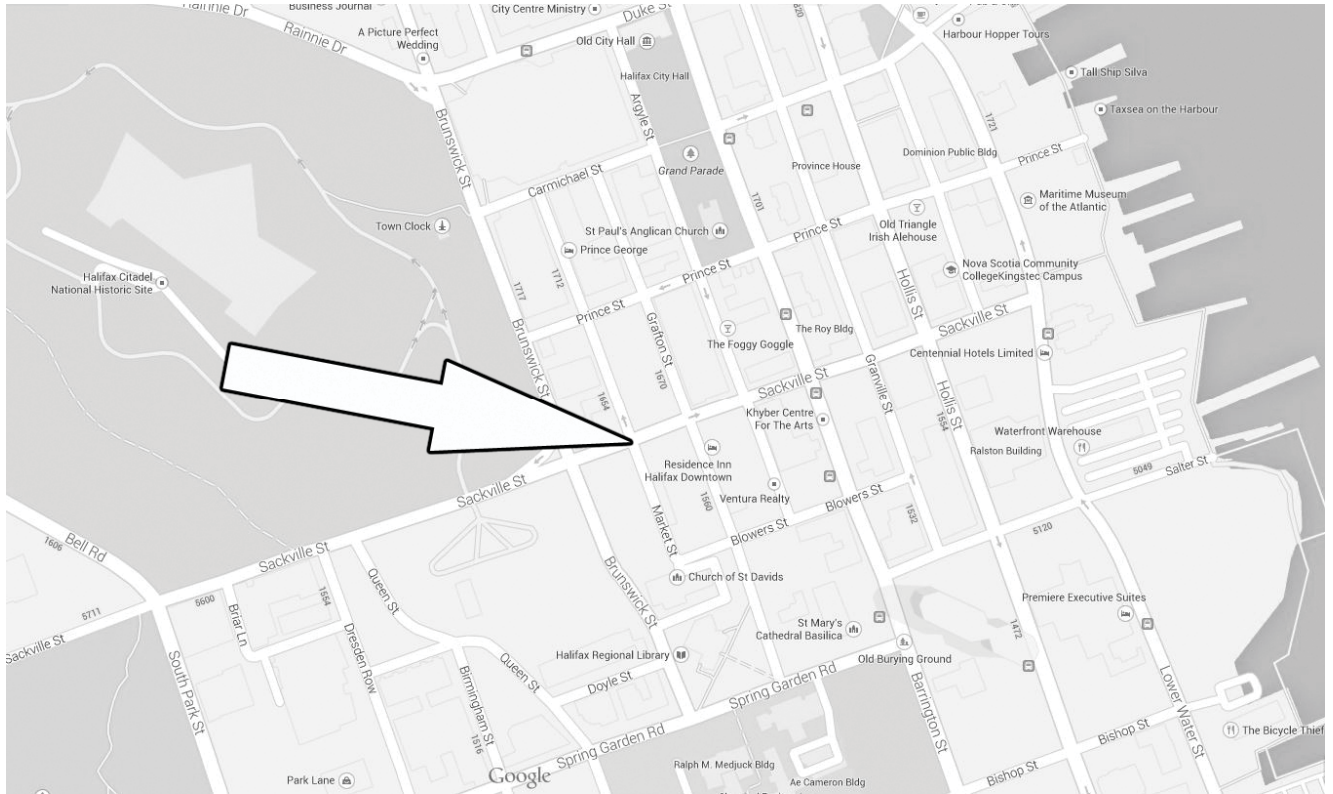 Rainnie Dr
Business Journal
City Centre Ministry
Duke St
1820
Harbour Hopper Tours
Rainnie Dr
A Picture Perfect
Wedding
Old City Hall
Halifax City Hall
Tall Ship Silva
Taxsea on the Harbour
Argyle St
Brunswick St
1721
Carmichael St
Grand Parade
Province House
Dominion Public Bldg
Prince St
Maritime Museum
of the Atlantic
Town Clock
St Paul's Anglican Church
1701
Prince St
Old Triangle
Irish Alehouse
Prince George
Halifax Citadel
National Historic Site
1717
1712
Prince St
Nova Scotia Community
CollegeKingstec Campus
Prince St
Hollis St
Brunswick St
Grafton St
The Foggy Goggle
The Roy Bldg
Sackville St
Centennial Hotels Limited
1654
1570
Sackville St
Granville St
Hollis St
1554
Khyber Centre
For The Arts
Waterfront Warehouse
Ralston Building
Residence Inn
Halifax Downtown
5049
Salter St
Sackville St
Ventura Realty
Market St
1560
Blowers St
Blowers St
1532
5120
Bell Rd
1606
Sackville St
Church of St Davids
Queen St
Brunswick St
Premiere Executive Suites
5711
5600
1554
Briar Ln
Sackville St
Dresden Row
St Mary's
Cathedral Basilica
1472
Halifax Regional Library
Old Burying Ground
South Park St
Birmingham St
Queen St
Doyle St
Spring Garden Rd
Barrington St
Lower Water St
1516
Spring Garden Rd
Bishop St
The Bicycle Thief
Park Lane
Google
Ralph M. Medjuck Bldg
Ae Cameron Bldg
Bishop St